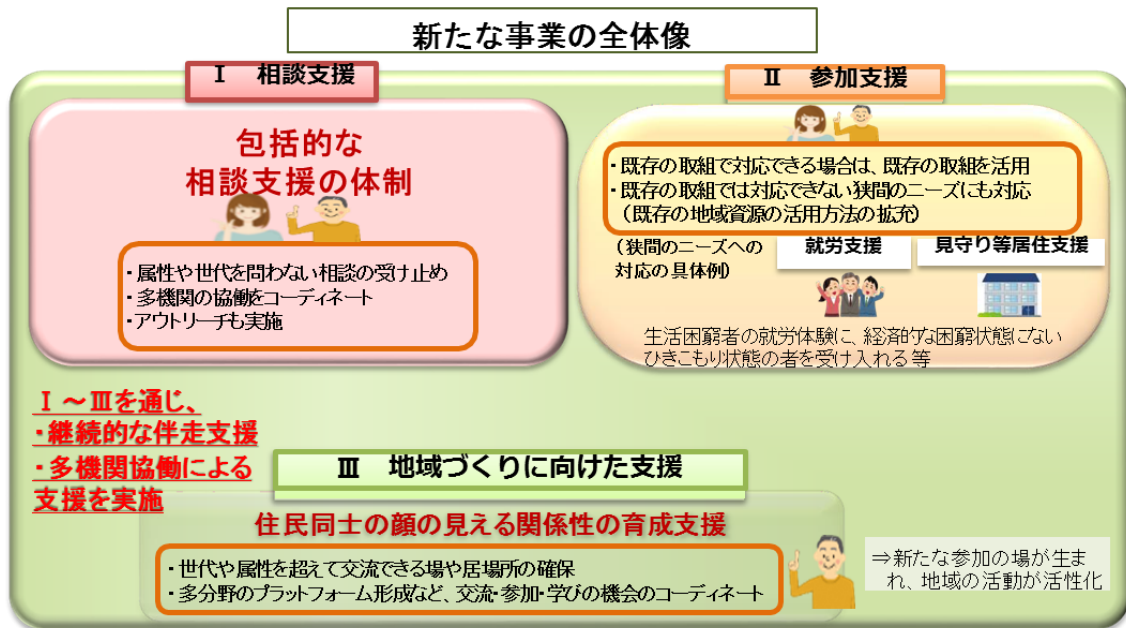 新たな事業の全体像
Ⅰ 相談支援
包括的な
相談支援の体制
・属性や世代を問わない相談の受け止め
・多機関の協働をコーディネート
・アウトリーチも実施
Ⅱ 参加支援
・既存の取組で対応できる場合は、既存の取組を活用
・既存の取組では対応できない狭間のニーズにも対応
（既存の地域資源の活用方法の拡充）
（狭間のニーズへの
対応の具体例）
就労支援
見守り等居住支援
生活困窮者の就労体験に、経済的な困窮状態にない
ひきこもり状態の者を受け入れる等
Ⅰ～Ⅲを通じ、
・継続的な伴走支援
・多機関協働による
支援を実施
Ⅲ 地域づくりに向けた支援
住民同士の顔の見える関係性の育成支援
・世代や属性を超えて交流できる場や居場所の確保
・多分野のプラットフォーム形成など、交流・参加・学びの機会のコーディネート
⇒新たな参加の場が生ま
れ、地域の活動が活性化